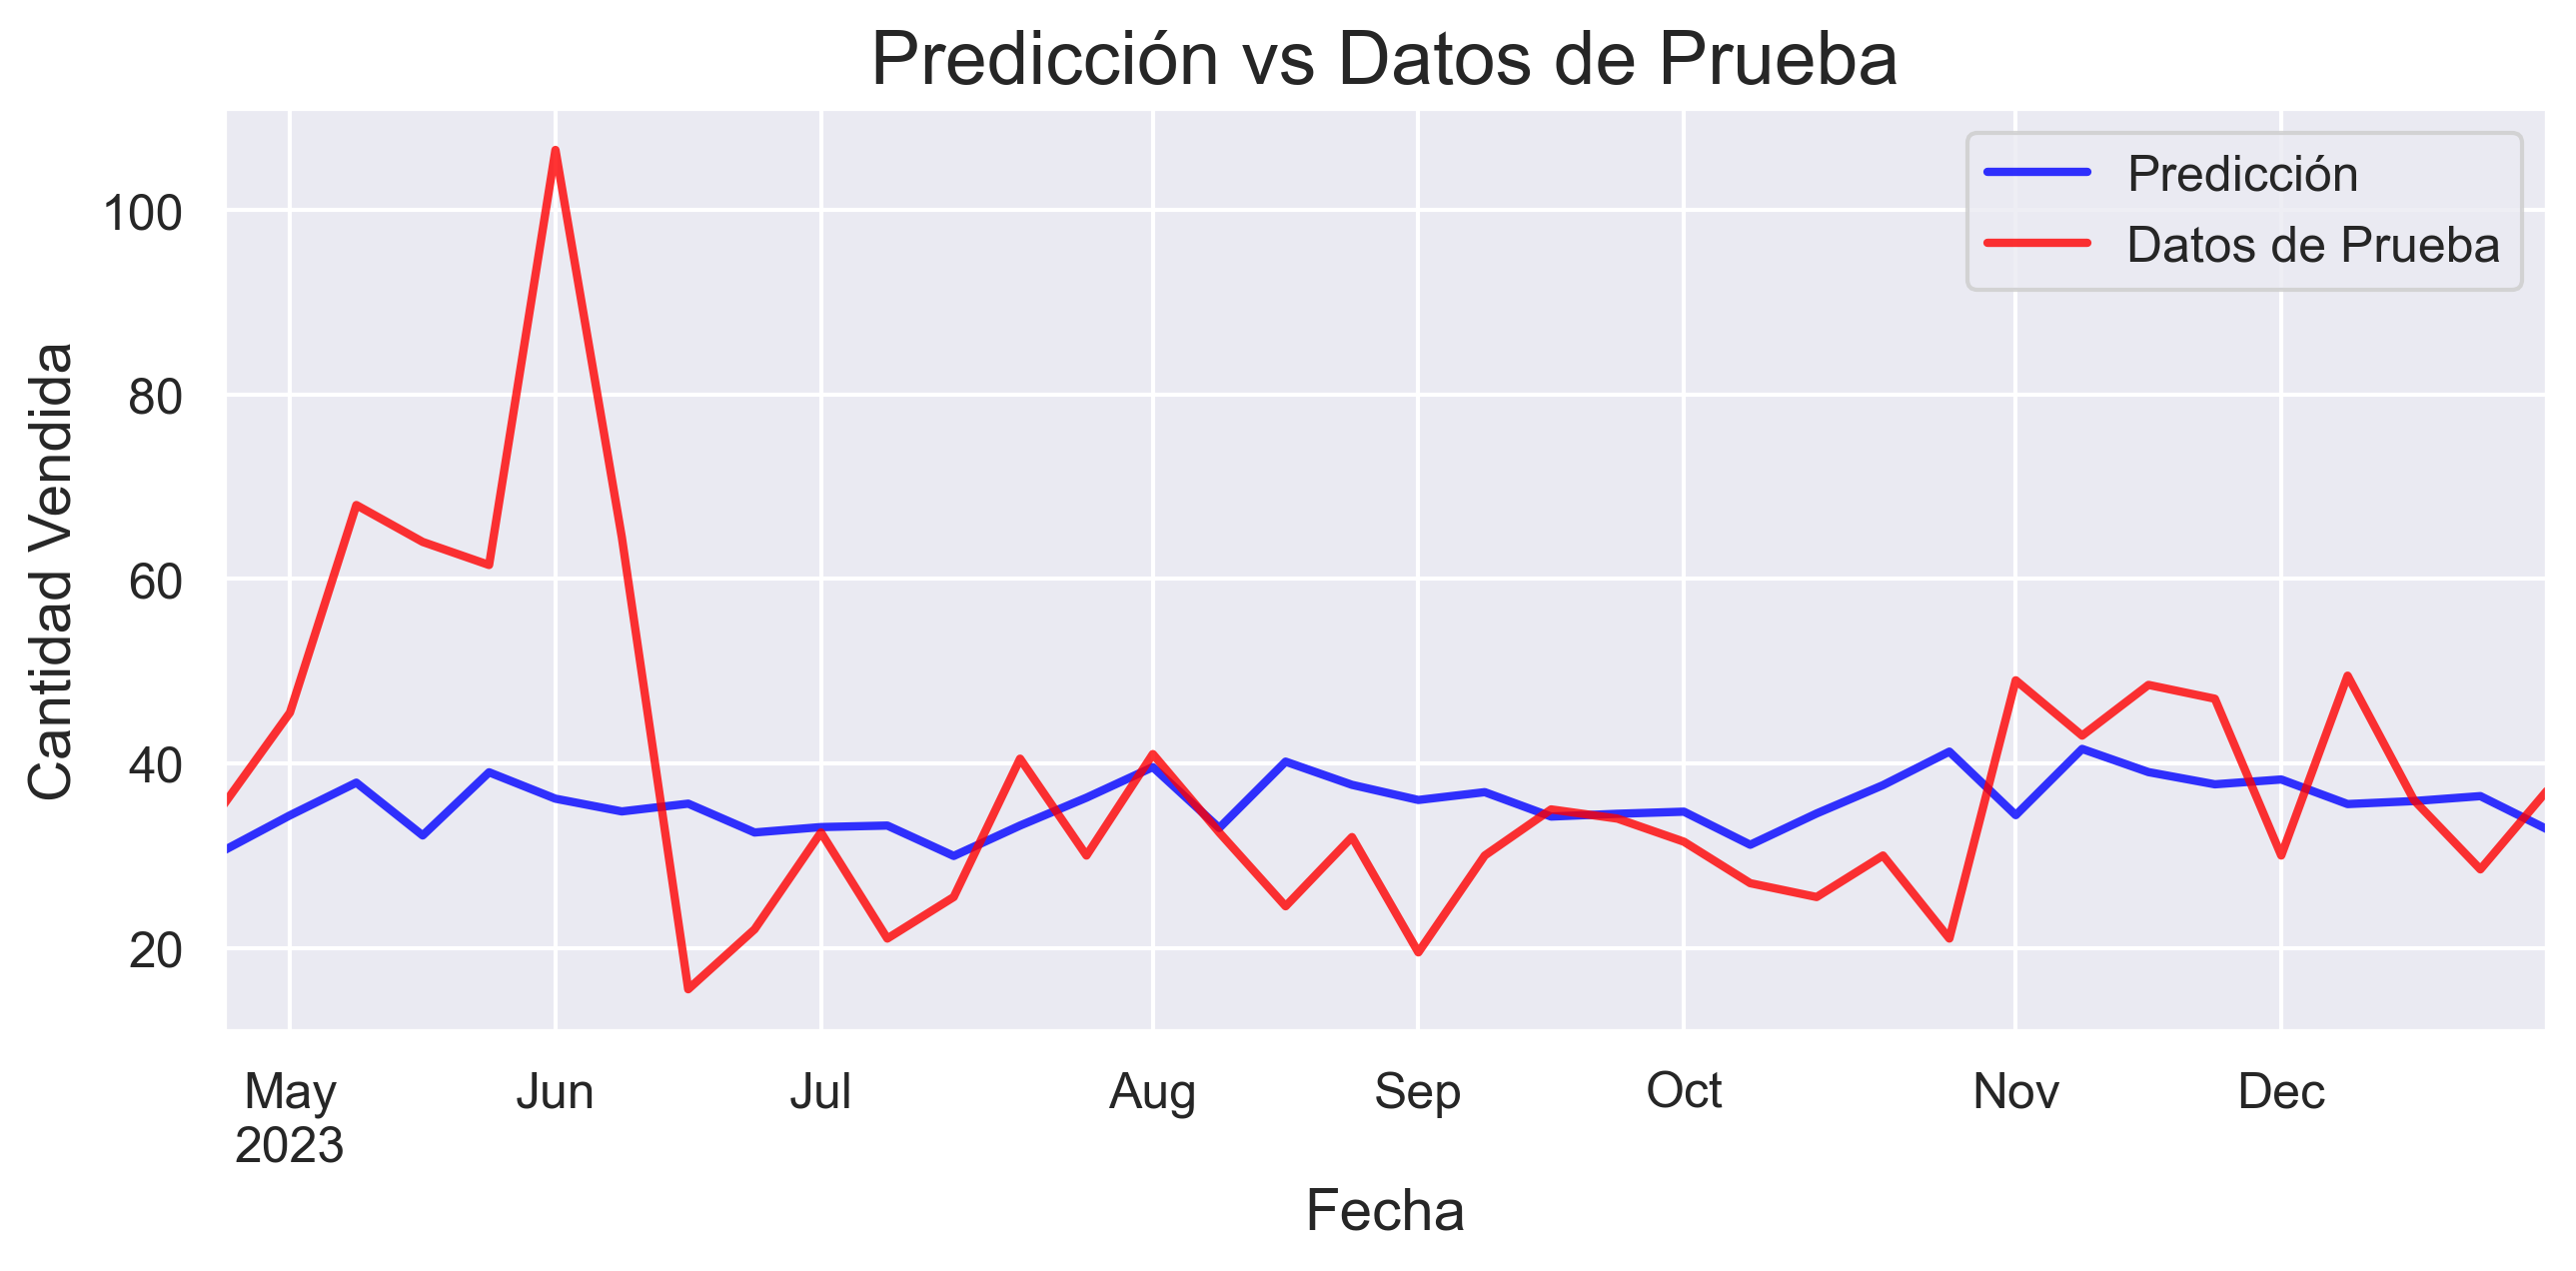 Predicción vs Datos de Prueba
Predicción
Datos de Prueba
Cantidad Vendida
100
80
60
40
20
May Jun Jul Aug Sep Oct Nov Dec
2023
Fecha